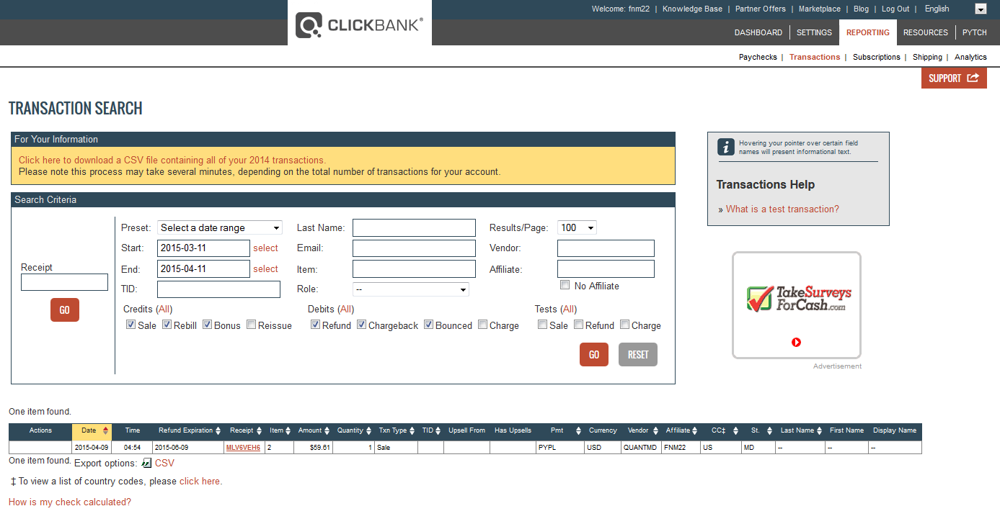 Welcome: fnm22 | Knowledge Base | Partner Offers | Marketplace | Blog | Log Out | English
CLICKBANK®
DASHBOARD SETTINGS REPORTING RESOURCES PYTCH
Paychecks | Transactions | Subscriptions | Shipping | Analytics
SUPPORT
TRANSACTION SEARCH
For Your Information
Click here to download a CSV file containing all of your 2014 transactions.
Please note this process may take several minutes, depending on the total number of transactions for your account.
Hovering your pointer over certain field
names will present informational text.
Transactions Help
» What is a test transaction?
Search Criteria
Receipt
GO
Preset: Select a date range Last Name: Results/Page: 100
Start: 2015-03-11 select Email: Vendor:
End: 2015-04-11 select Item: Affiliate:
TID: Role: -- No Affiliate
Credits (All) Debits (All) Tests (All)
Sale Rebill Bonus Reissue Refund Chargeback Bounced Charge Sale Refund Charge
GO RESET
TakeSurveys
ForCash.com
Advertisement
One item found.
Actions Date Time Refund Expiration Receipt Item Amount Quantity Txn Type TID Upsell From Has Upsells Pmt Currency Vendor Affiliate CC‡ St. Last Name First Name Display Name
2015-04-09 04:54 2015-06-09 MLV6VEH6 2 $59.61 1 Sale PYPL USD QUANTMD FNM22 US MD -- -- --
One item found. Export options: CSV
‡ To view a list of country codes, please click here.
How is my check calculated?